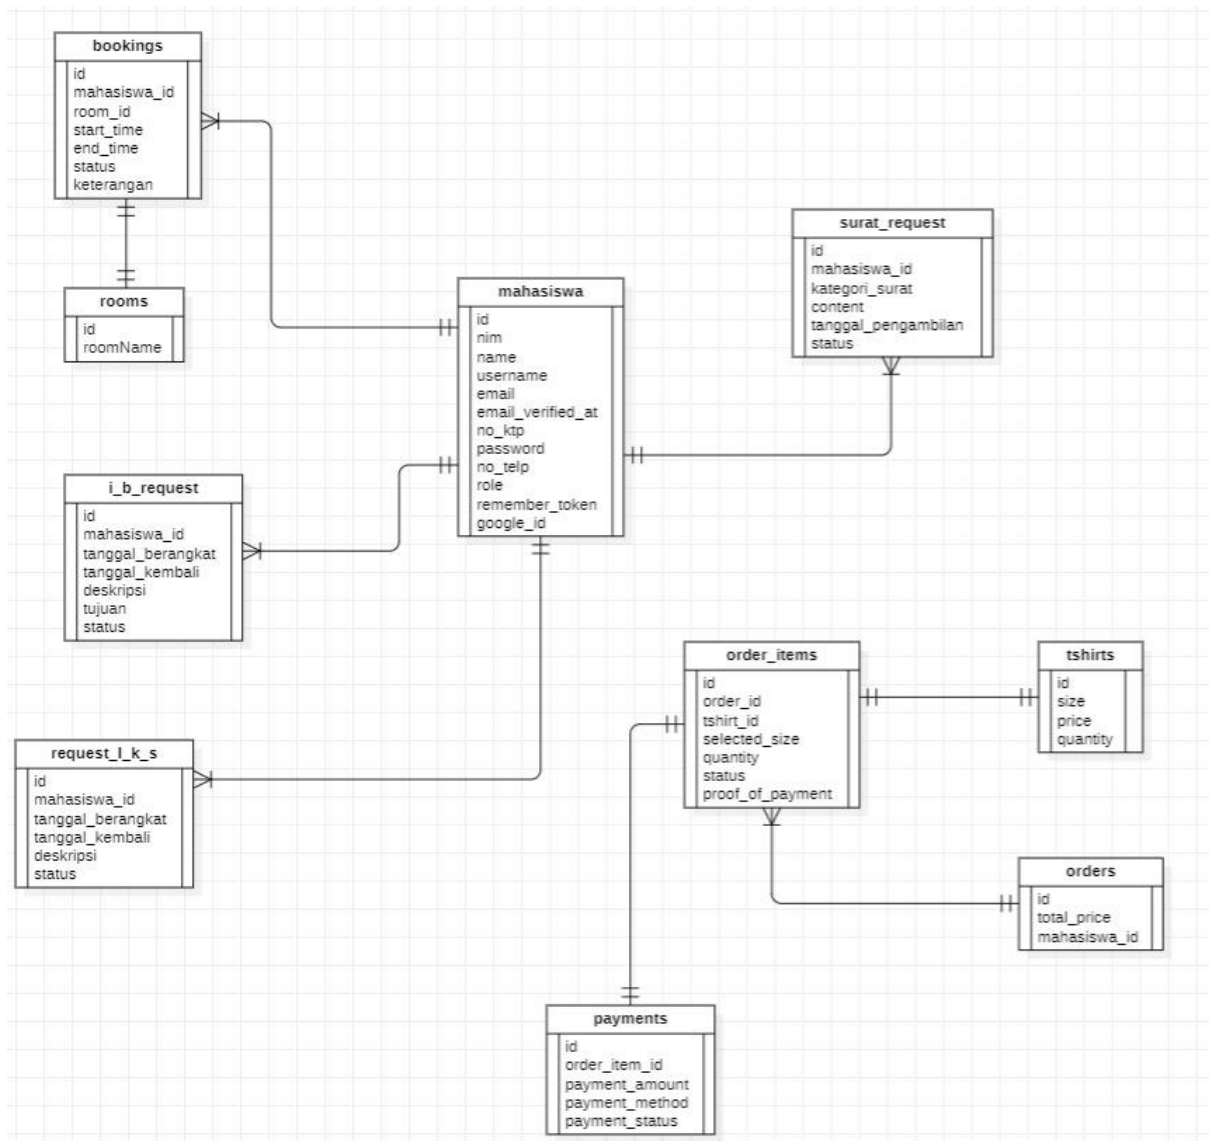 bookings
id
mahasiswa_id
room_id
start_time
end_time
status
keterangan
rooms
id
roomName
mahasiswa
id
nim
name
username
email
email_verified_at
no_ktp
password
no_telp
role
remember_token
google_id
surat_request
id
mahasiswa_id
kategori_surat
content
tanggal_pengambilan
status
i_b_request
id
mahasiswa_id
tanggal_berangkat
tanggal_kembali
deskripsi
tujuan
status
request_l_k_s
id
mahasiswa_id
tanggal_berangkat
tanggal_kembali
deskripsi
status
order_items
id
order_id
tshirt_id
selected_size
quantity
status
proof_of_payment
tshirts
id
size
price
quantity
orders
id
total_price
mahasiswa_id
payments
id
order_item_id
payment_amount
payment_method
payment_status